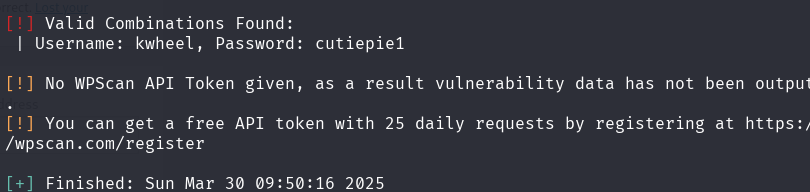 [!] Valid Combinations Found:
| Username: kwheel, Password: cutiepie1
[!] No WPScan API Token given, as a result vulnerability data has not been output
.
[!] You can get a free API token with 25 daily requests by registering at https:/
/wpscan.com/register
[+] Finished: Sun Mar 30 09:50:16 2025